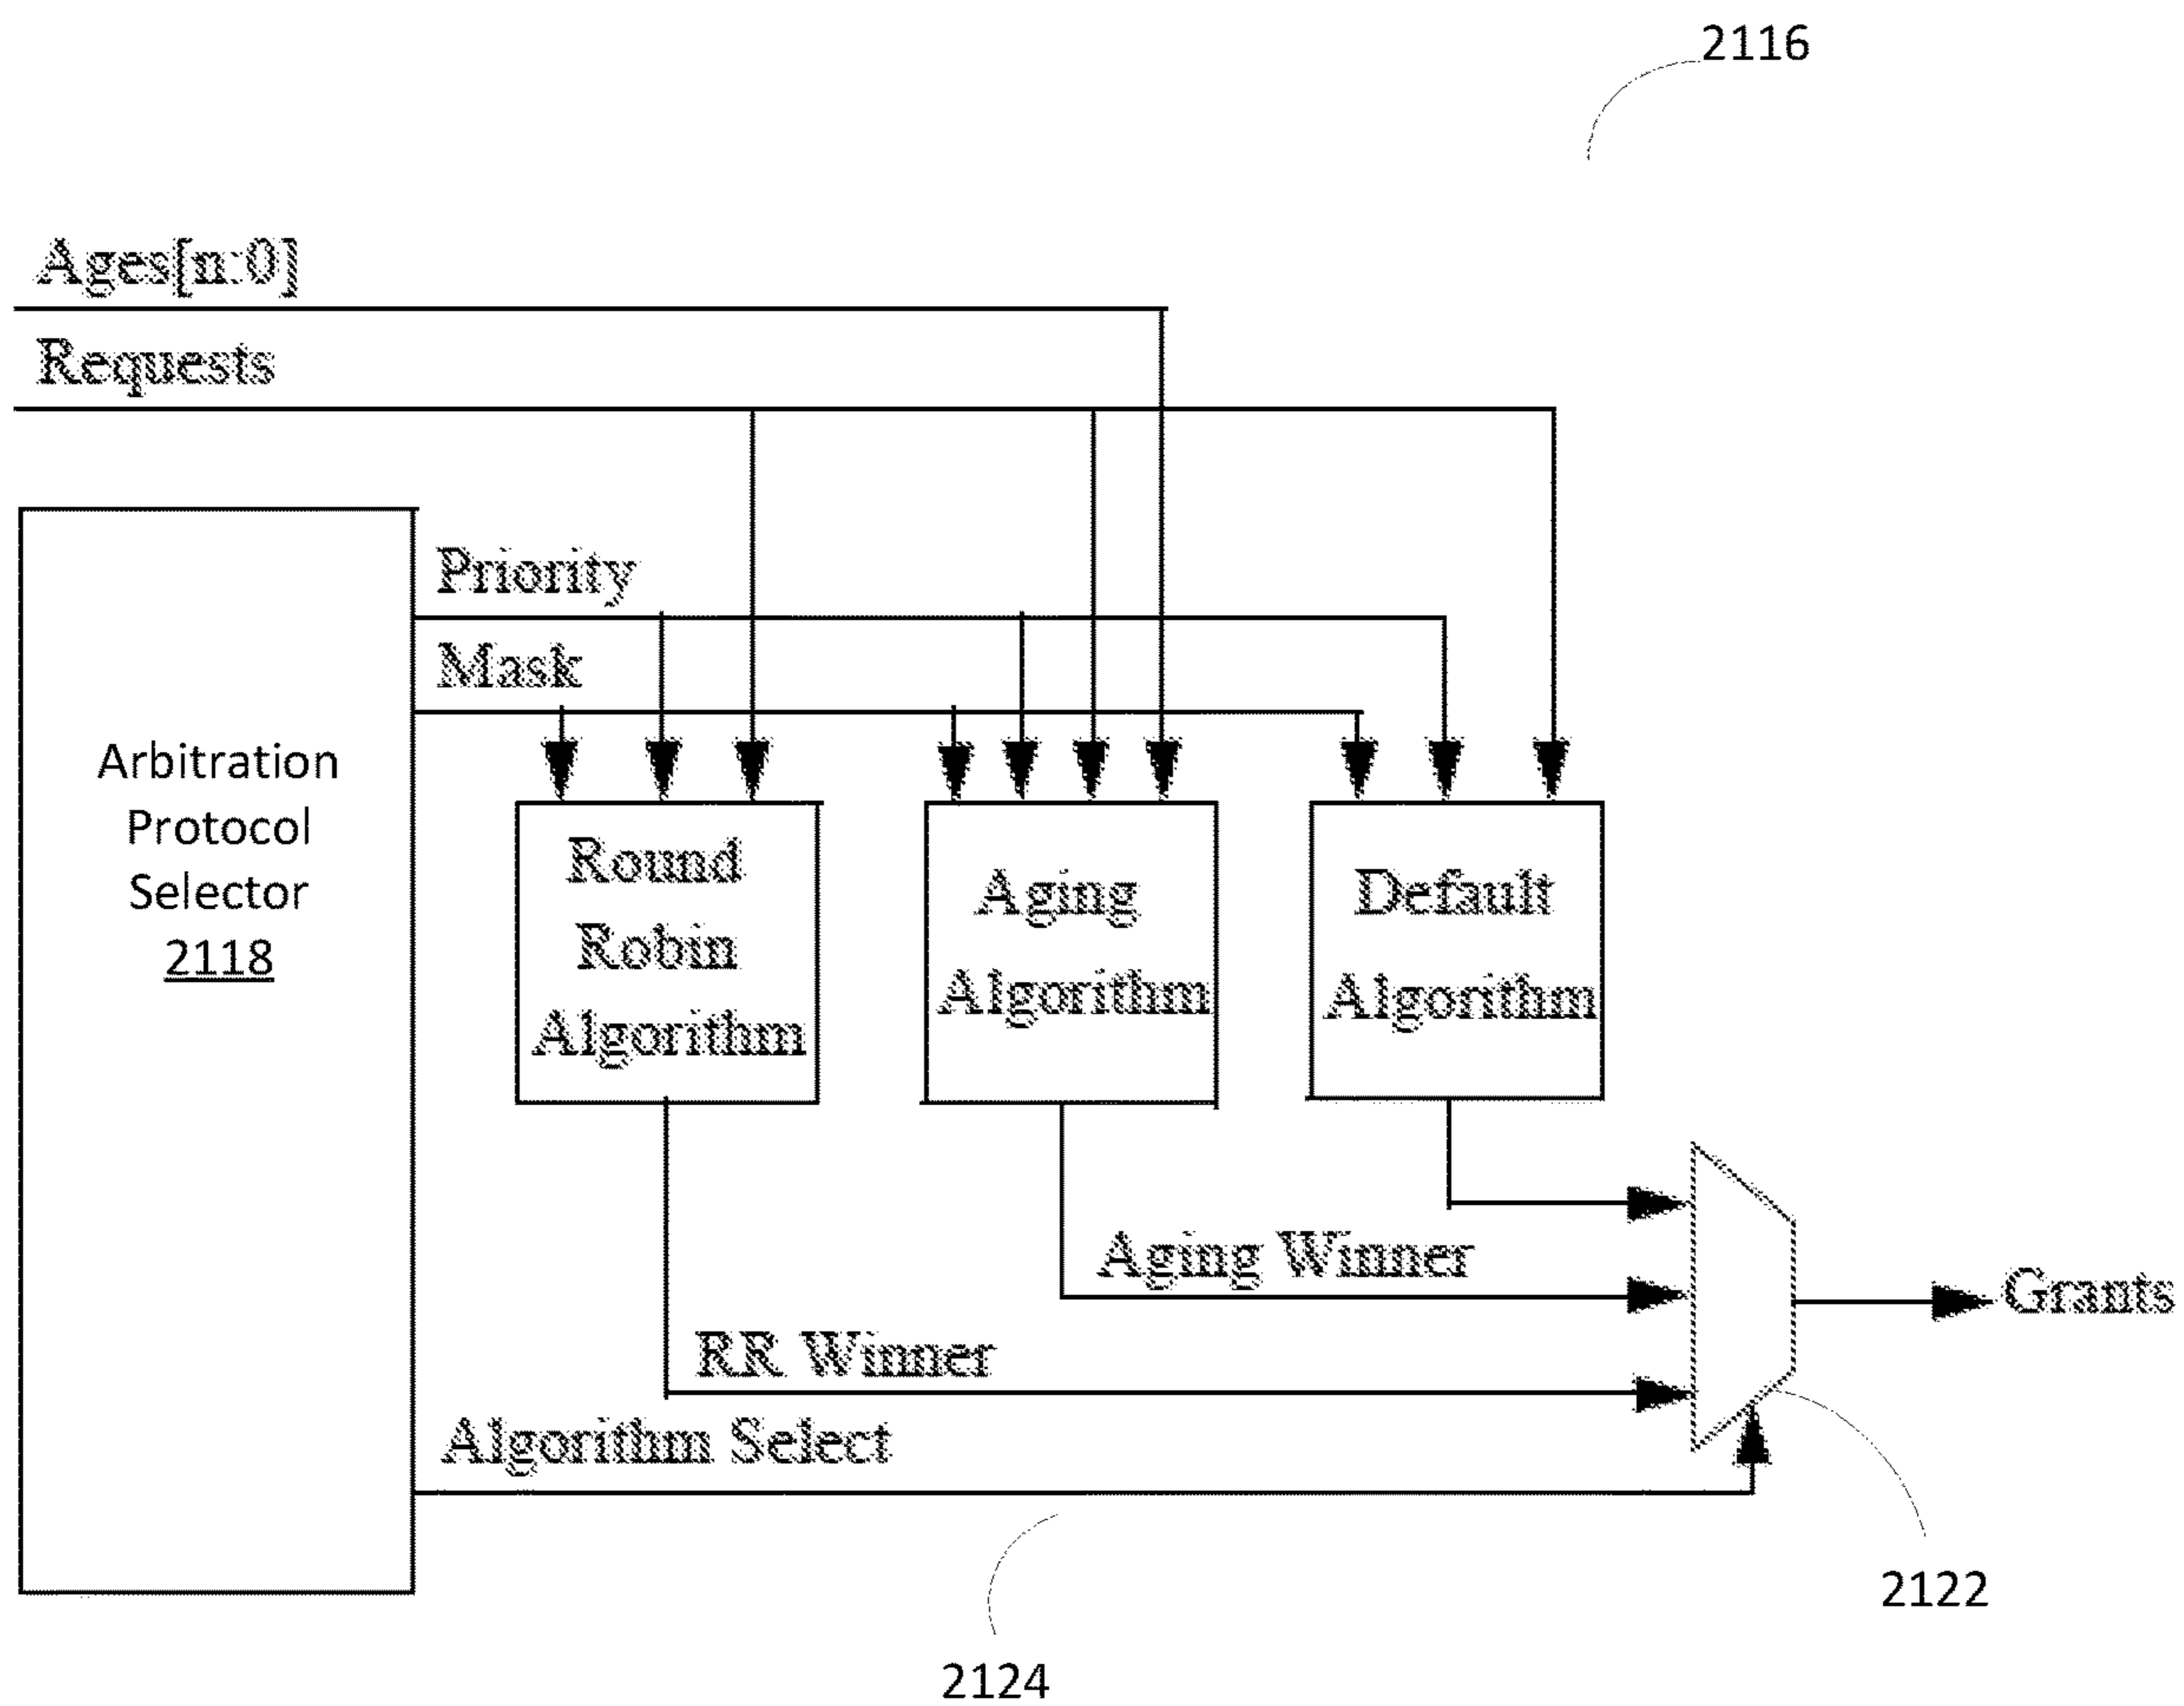 2116
Ages[n:0]
Requests
Priority
Mask
Arbitration
Protocol
Selector
2118
Round
Robin
Algorithm
Aging
Algorithm
Default
Algorithm
Aging Winner
Grants
RR Winner
Algorithm Select
2122
2124